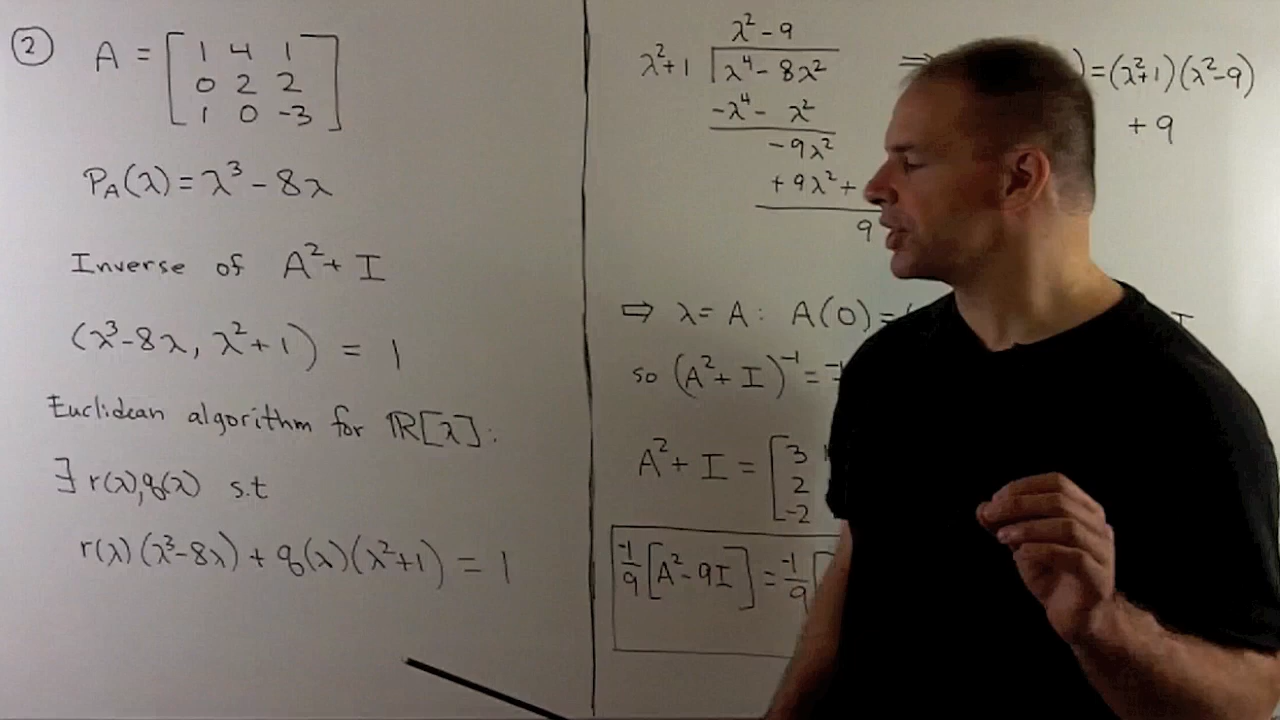 ②
A = [ 1 4 1
0 2 2
1 0 -3 ]
P_A(λ) = λ³ - 8λ
Inverse of A² + I
(λ³-8λ, λ²+1) = 1
Euclidean algorithm for ℝ[λ]:
∃ r(λ), q(λ) s.t
r(λ)(λ³-8λ) + q(λ)(λ²+1) = 1
λ² - 9
λ²+1 | λ⁴ - 8λ²
-λ⁴ - λ²
-9λ²
+ 9λ² +
9
⇒ ) = (λ²+1)(λ²-9)
+ 9
⇒ λ = A : A(0) = I
so (A² + I)⁻¹ =
A² + I = [ 3
2
-2
-1/9 [A² - 9I] = -1/9 [